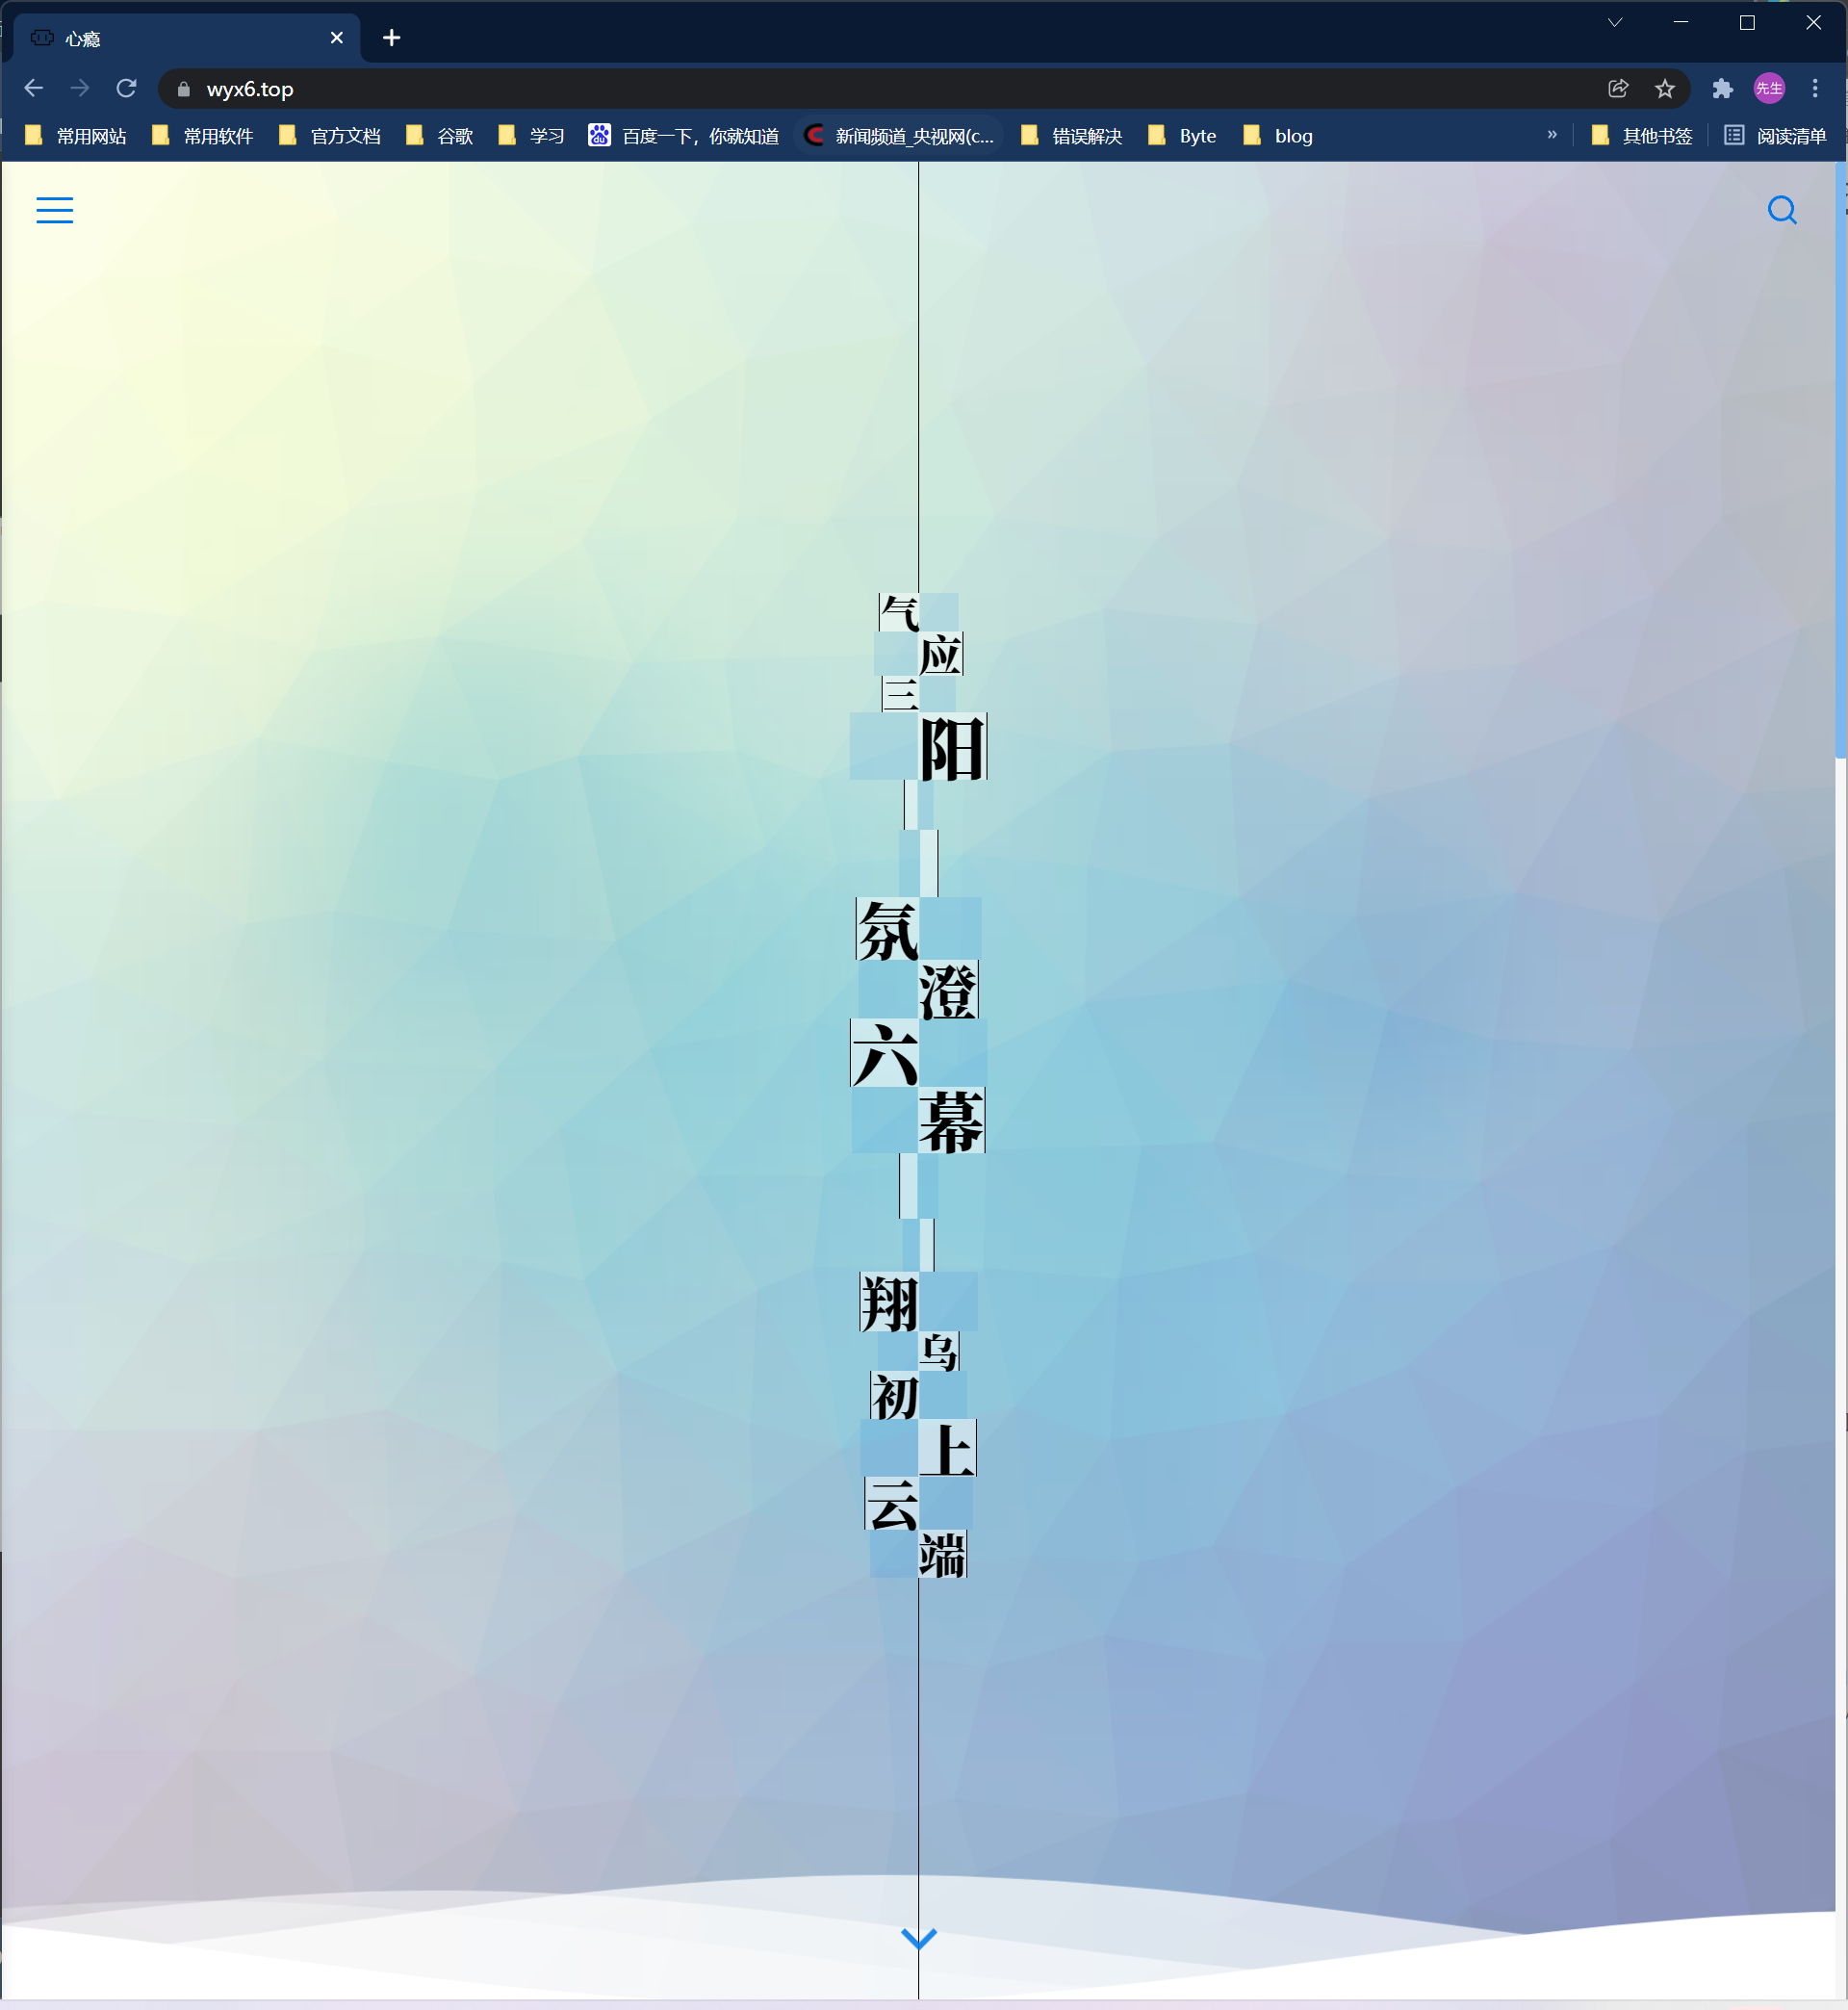 心瘾
wyx6.top
先生
常用网站 常用软件 官方文档 谷歌 学习 百度一下，你就知道 新闻频道_央视网(c... 错误解决 Byte blog » 其他书签 阅读清单
气
应
三
阳
氛
澄
六
幕
翔
乌
初
上
云
端